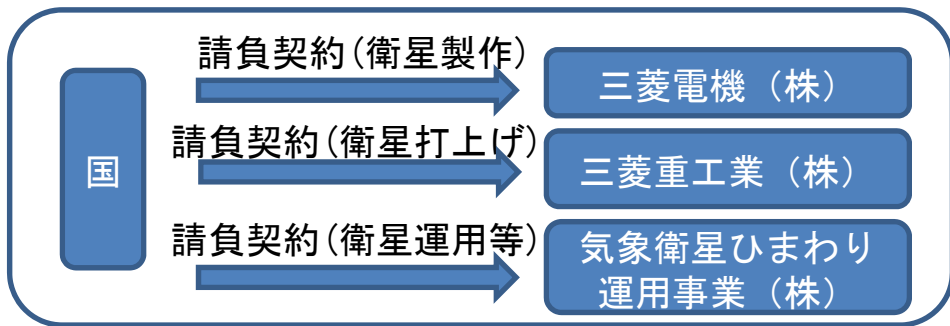 請負契約(衛星製作)
三菱電機（株）
請負契約(衛星打上げ)
国
三菱重工業（株）
請負契約(衛星運用等)
気象衛星ひまわり
運用事業（株）